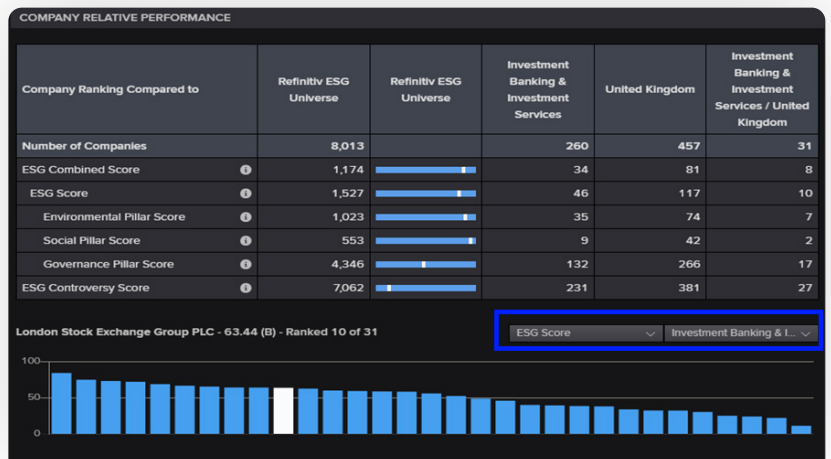 COMPANY RELATIVE PERFORMANCE
Company Ranking Compared to
Refinitiv ESG
Universe
Refinitiv ESG
Universe
Investment
Banking &
Investment
Services
United Kingdom
Investment
Banking &
Investment
Services / United
Kingdom
Number of Companies 8,013 260 457 31
ESG Combined Score i 1,174 34 81 8
ESG Score i 1,527 46 117 10
Environmental Pillar Score i 1,023 35 74 7
Social Pillar Score i 553 9 42 2
Governance Pillar Score i 4,346 132 266 17
ESG Controversy Score i 7,062 231 381 27
London Stock Exchange Group PLC - 63.44 (B) - Ranked 10 of 31
ESG Score
Investment Banking & I...
100
50
0